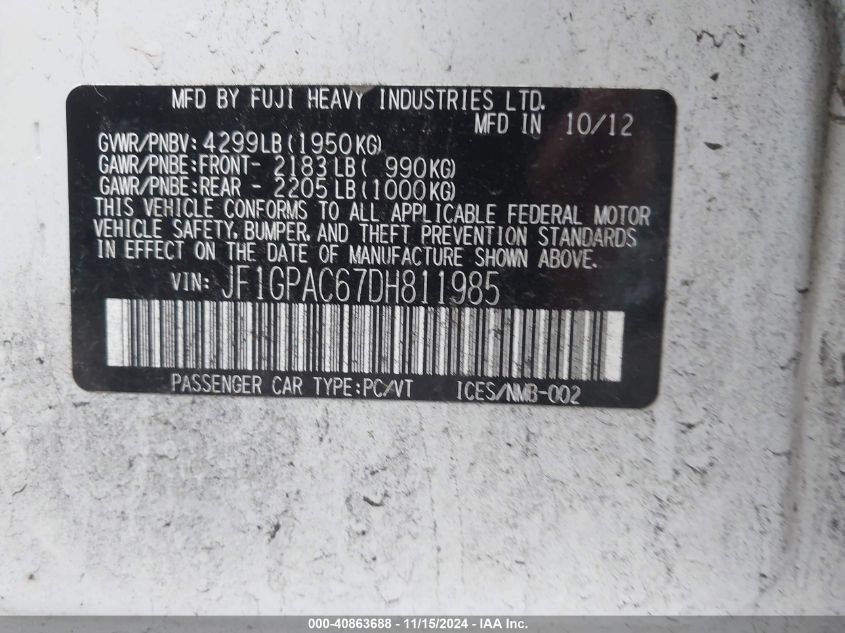 MFD BY FUJI HEAVY INDUSTRIES LTD.
MFD IN 10/12
GVWR/PNBV: 4299LB(1950KG)
GAWR/PNBE:FRONT- 2183LB( 990KG)
GAWR/PNBE:REAR - 2205LB(1000KG)
THIS VEHICLE CONFORMS TO ALL APPLICABLE FEDERAL MOTOR
VEHICLE SAFETY, BUMPER, AND THEFT PREVENTION STANDARDS
IN EFFECT ON THE DATE OF MANUFACTURE SHOWN ABOVE.
VIN: JF1GPAC67DH811985
PASSENGER CAR TYPE:PC/VT ICES/NMB-002
000-40863688 - 11/15/2024 - IAA Inc.